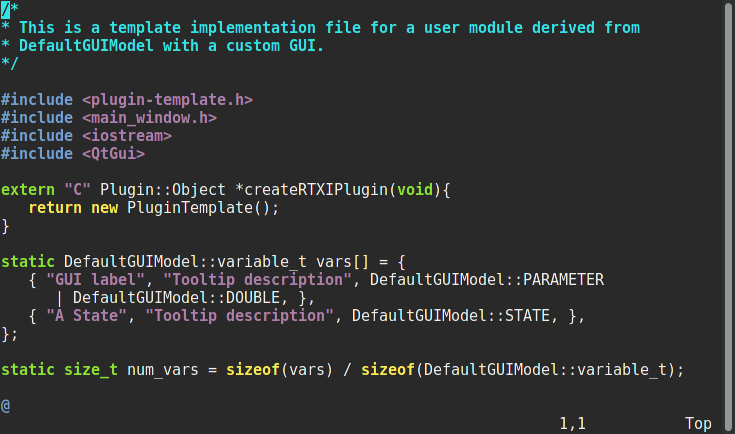 /*
* This is a template implementation file for a user module derived from
* DefaultGUIModel with a custom GUI.
*/

#include <plugin-template.h>
#include <main_window.h>
#include <iostream>
#include <QtGui>

extern "C" Plugin::Object *createRTXIPlugin(void){
   return new PluginTemplate();
}

static DefaultGUIModel::variable_t vars[] = {
   { "GUI label", "Tooltip description", DefaultGUIModel::PARAMETER
      | DefaultGUIModel::DOUBLE, },
   { "A State", "Tooltip description", DefaultGUIModel::STATE, },
};

static size_t num_vars = sizeof(vars) / sizeof(DefaultGUIModel::variable_t);

@
1,1 Top